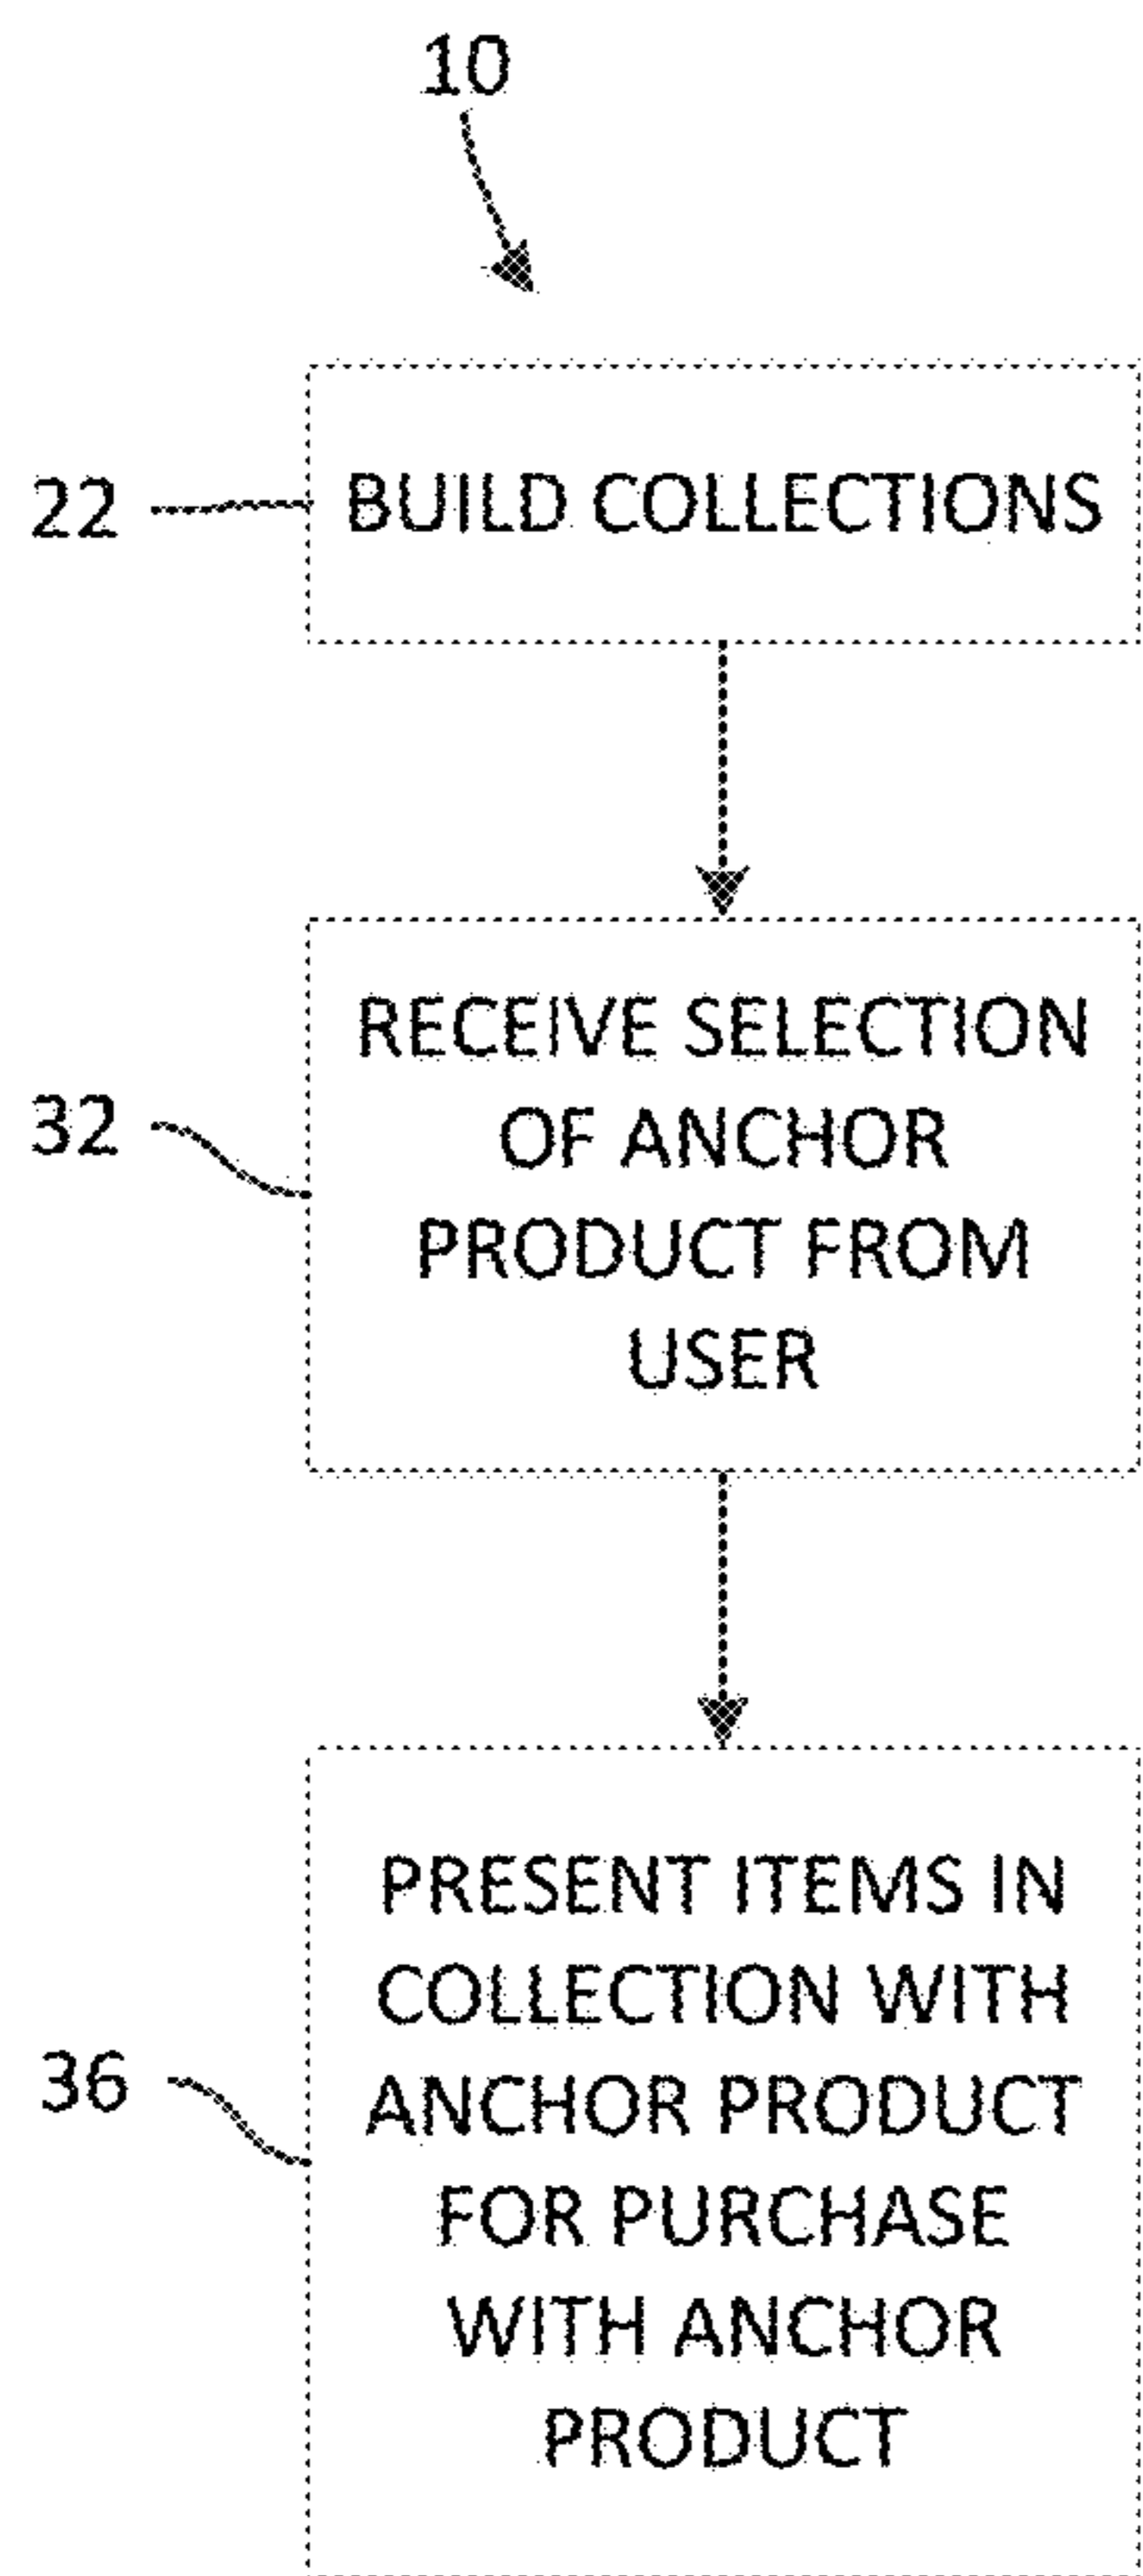 10
22
BUILD COLLECTIONS
32
RECEIVE SELECTION
OF ANCHOR
PRODUCT FROM
USER
36
PRESENT ITEMS IN
COLLECTION WITH
ANCHOR PRODUCT
FOR PURCHASE
WITH ANCHOR
PRODUCT